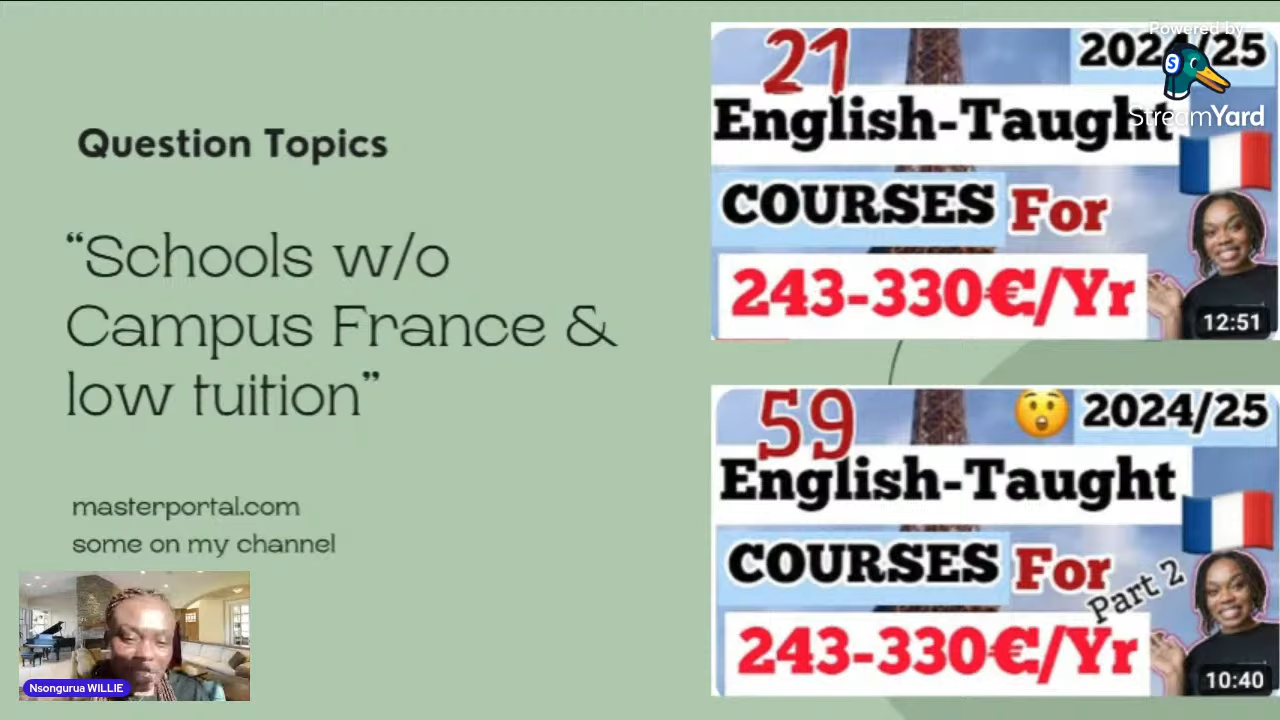 Question Topics
“Schools w/o
Campus France &
low tuition”
masterportal.com
some on my channel
Nsongurua WILLIE
21
2024/25
English-Taught
COURSES For
243-330€/Yr
12:51
59
2024/25
English-Taught
COURSES For
Part 2
243-330€/Yr
10:40
Powered by
S
StreamYard